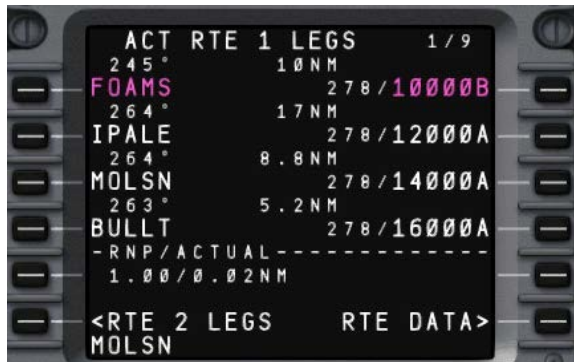 ACT RTE 1 LEGS 1/9
245° 10NM
FOAMS 278/10000B
264° 17NM
IPALE 278/12000A
264° 8.8NM
MOLSN 278/14000A
263° 5.2NM
BULLT 278/16000A
-RNP/ACTUAL--------------
1.00/0.02NM
<RTE 2 LEGS RTE DATA>
MOLSN